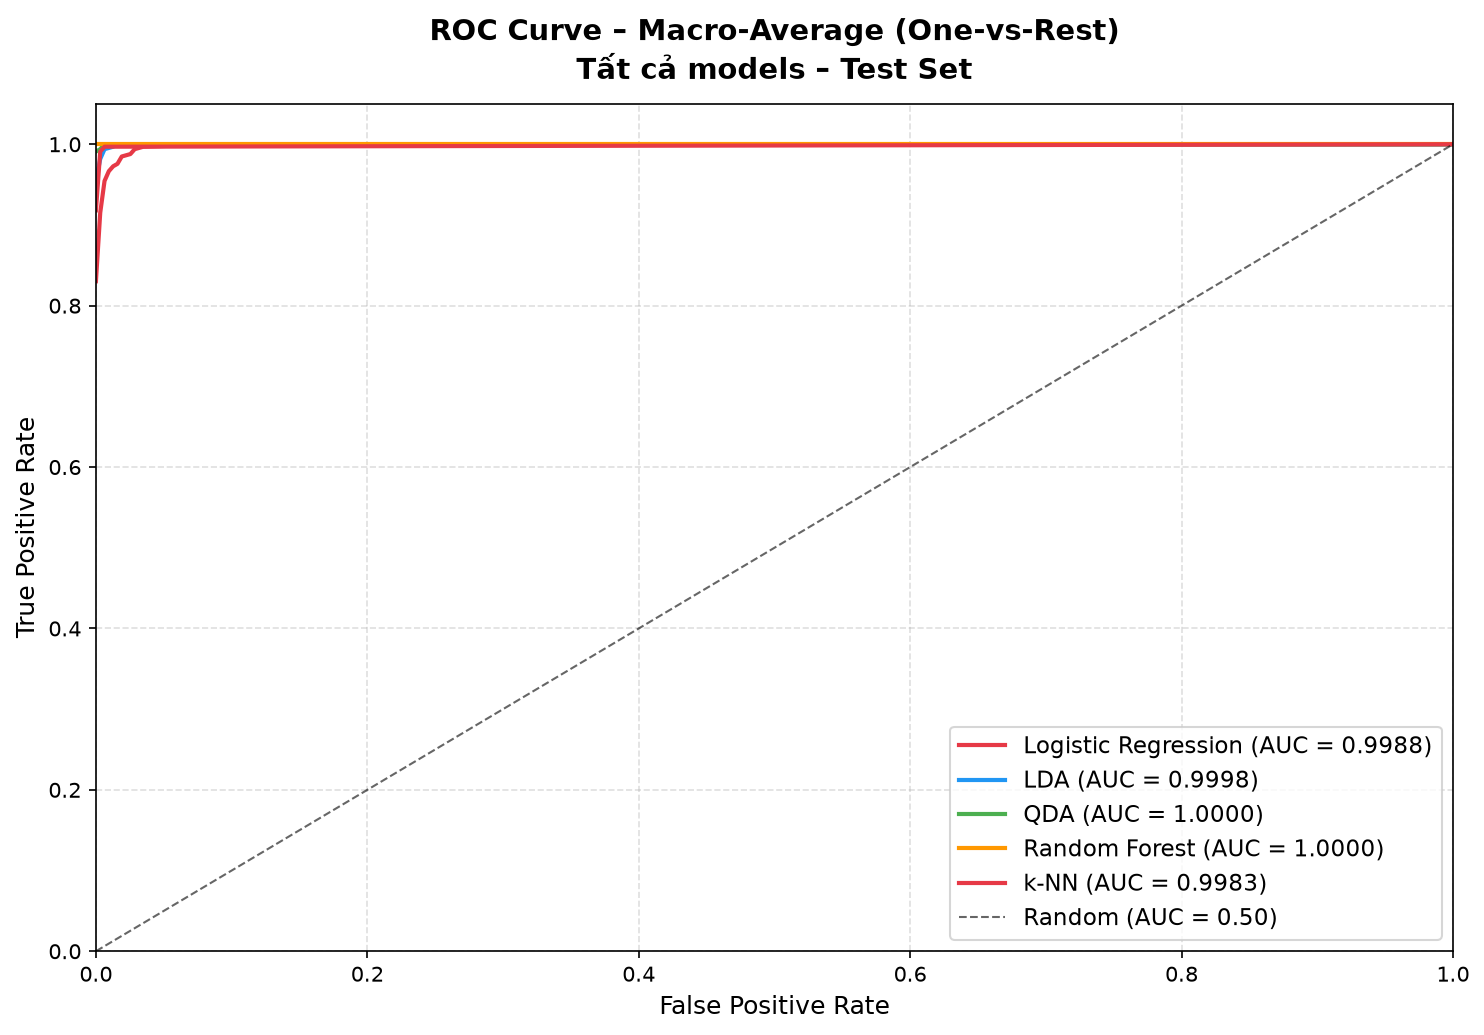 ROC Curve – Macro-Average (One-vs-Rest)
Tất cả models – Test Set
True Positive Rate
1.0
0.8
0.6
0.4
0.2
0.0
Logistic Regression (AUC = 0.9988)
LDA (AUC = 0.9998)
QDA (AUC = 1.0000)
Random Forest (AUC = 1.0000)
k-NN (AUC = 0.9983)
Random (AUC = 0.50)
0.0 0.2 0.4 0.6 0.8 1.0
False Positive Rate